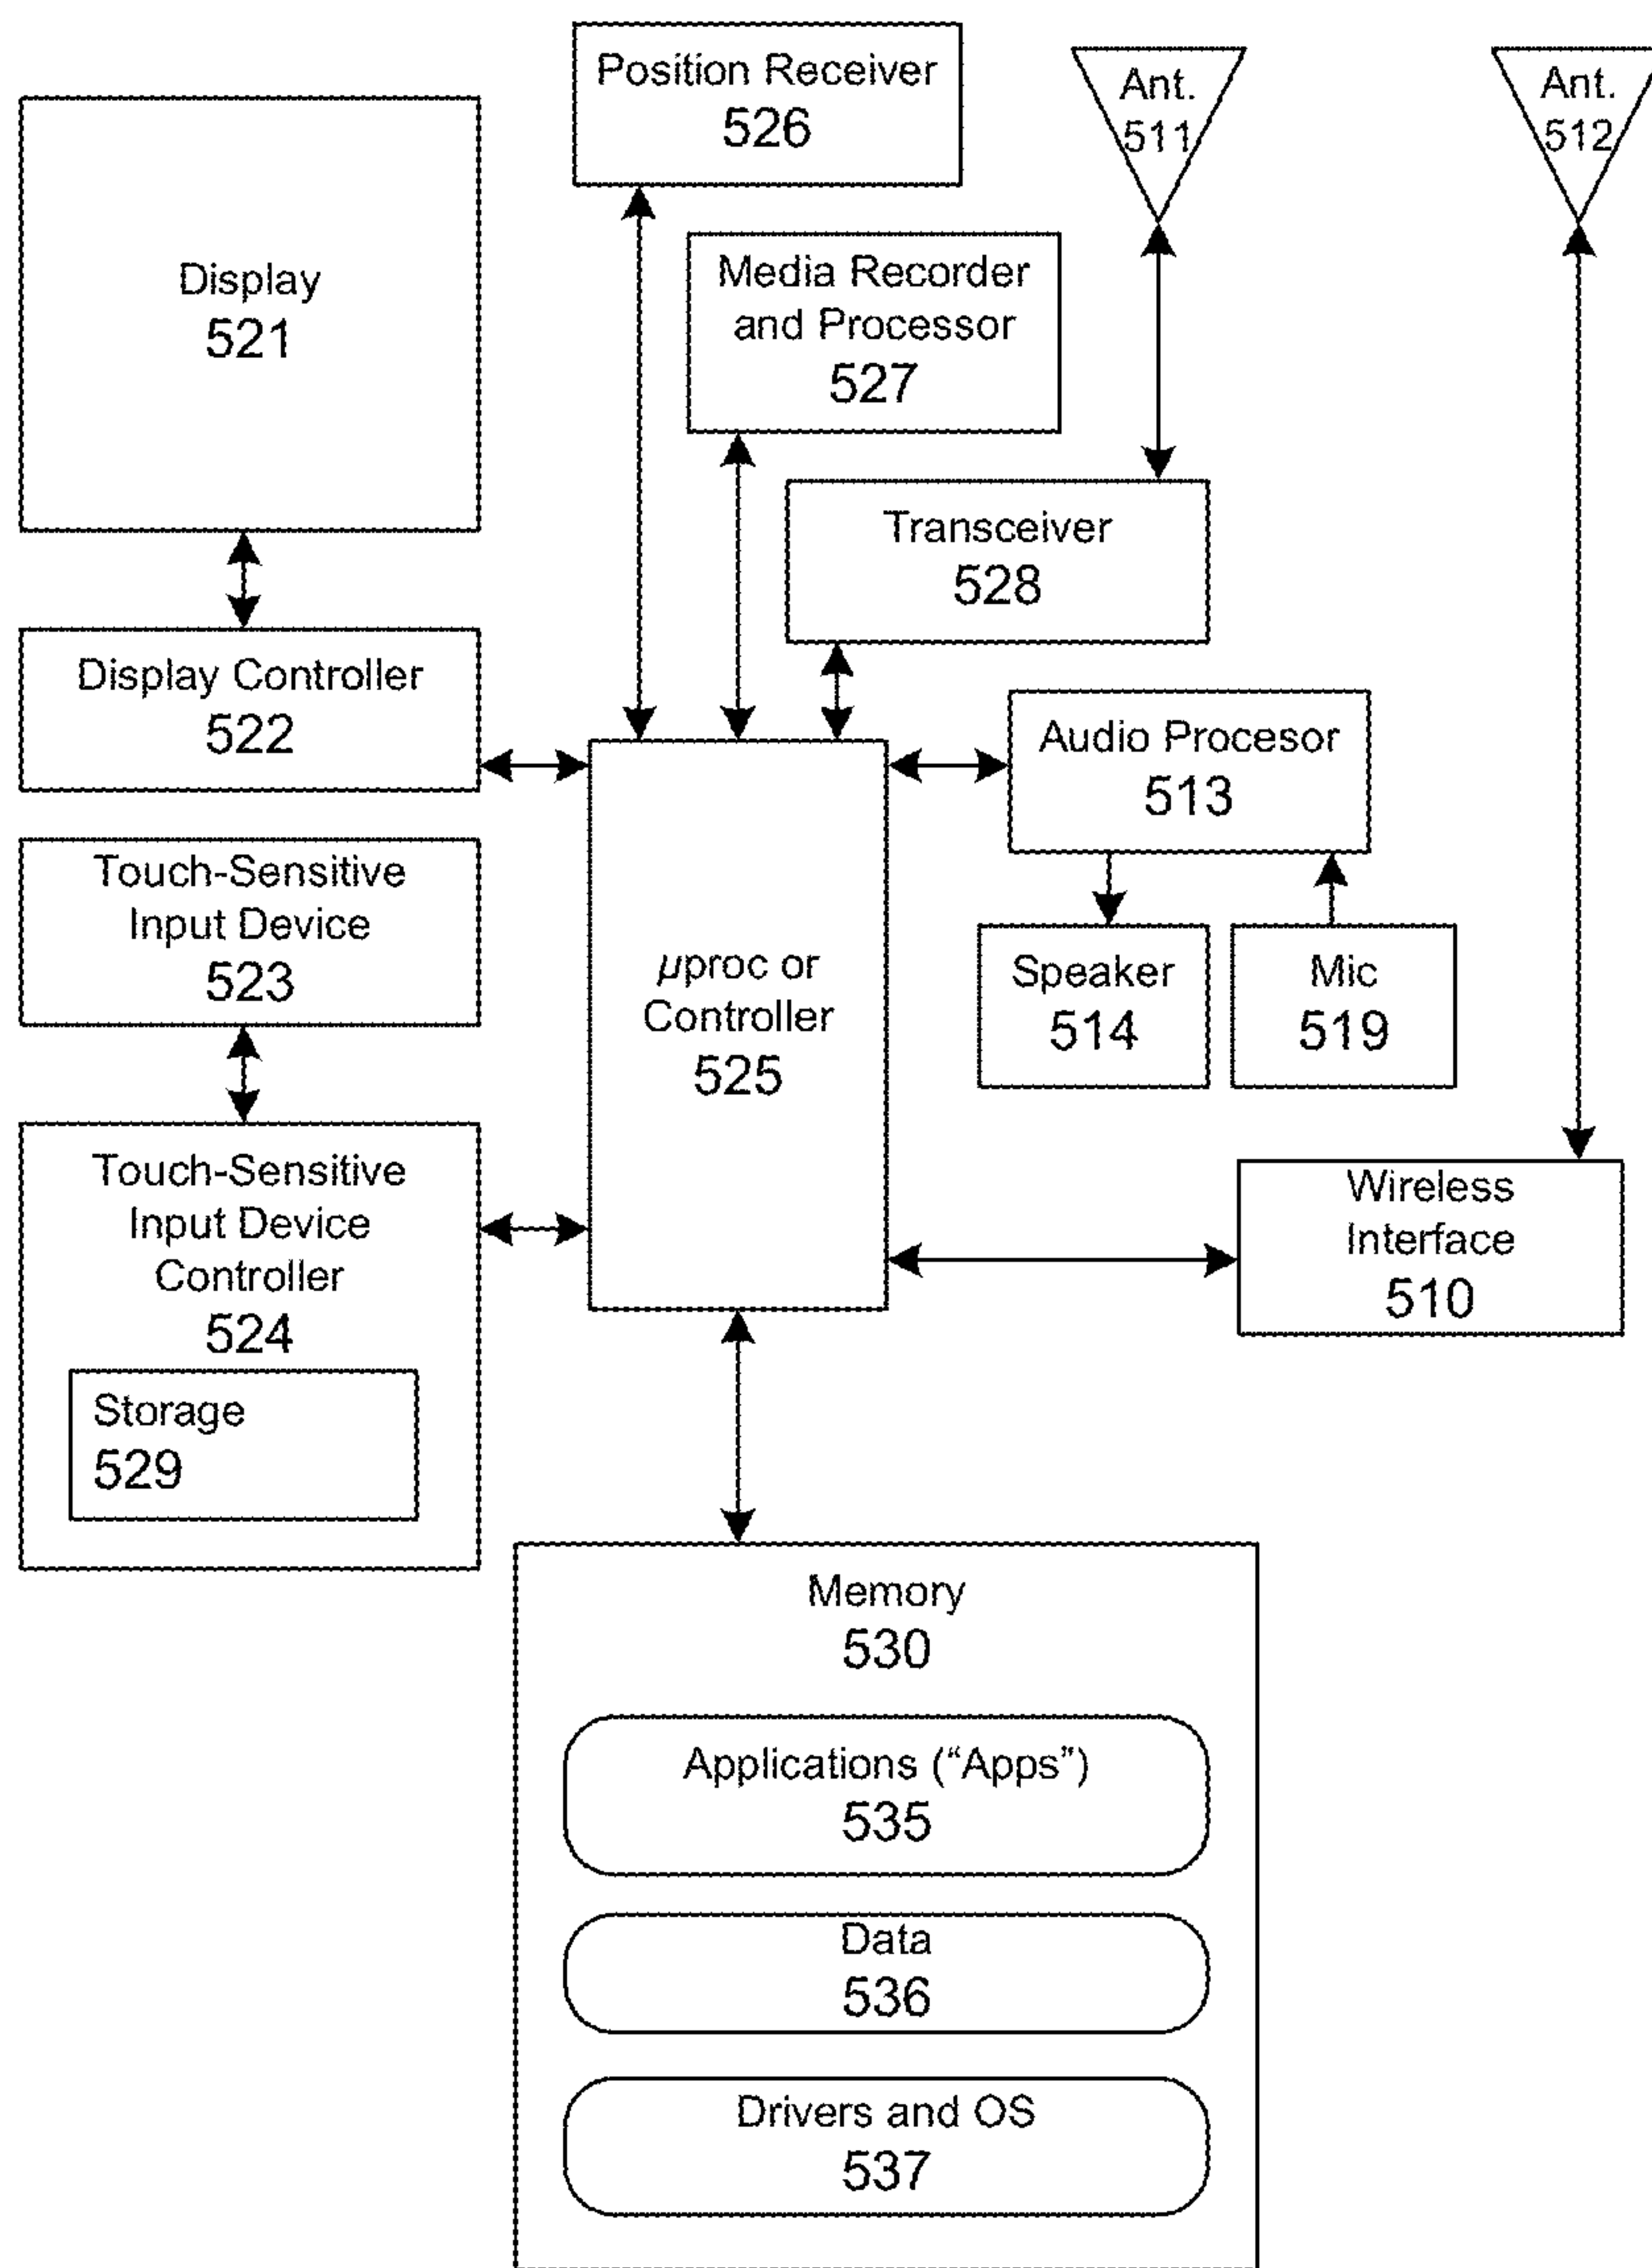 Position Receiver
526
Ant.
511
Ant.
512
Display
521
Media Recorder
and Processor
527
Transceiver
528
Display Controller
522
Audio Procesor
513
Touch-Sensitive
Input Device
523
µproc or
Controller
525
Speaker
514
Mic
519
Touch-Sensitive
Input Device
Controller
524
Storage
529
Wireless
Interface
510
Memory
530
Applications (“Apps”)
535
Data
536
Drivers and OS
537